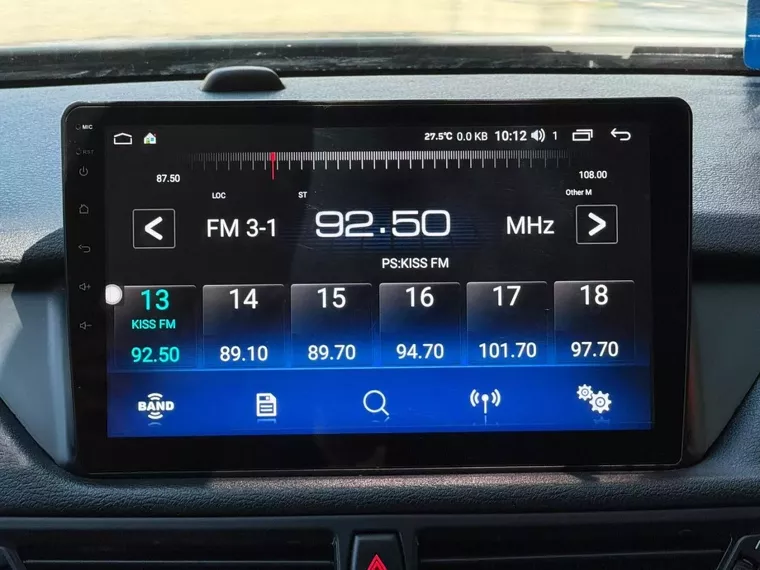 MIC
RST
27.5℃ 0.0 KB 10:12 1
87.50
108.00
LOC
ST
Other M
FM 3-1
92.50
MHz
PS:KISS FM
13
KISS FM
92.50
14
89.10
15
89.70
16
94.70
17
101.70
18
97.70
BAND